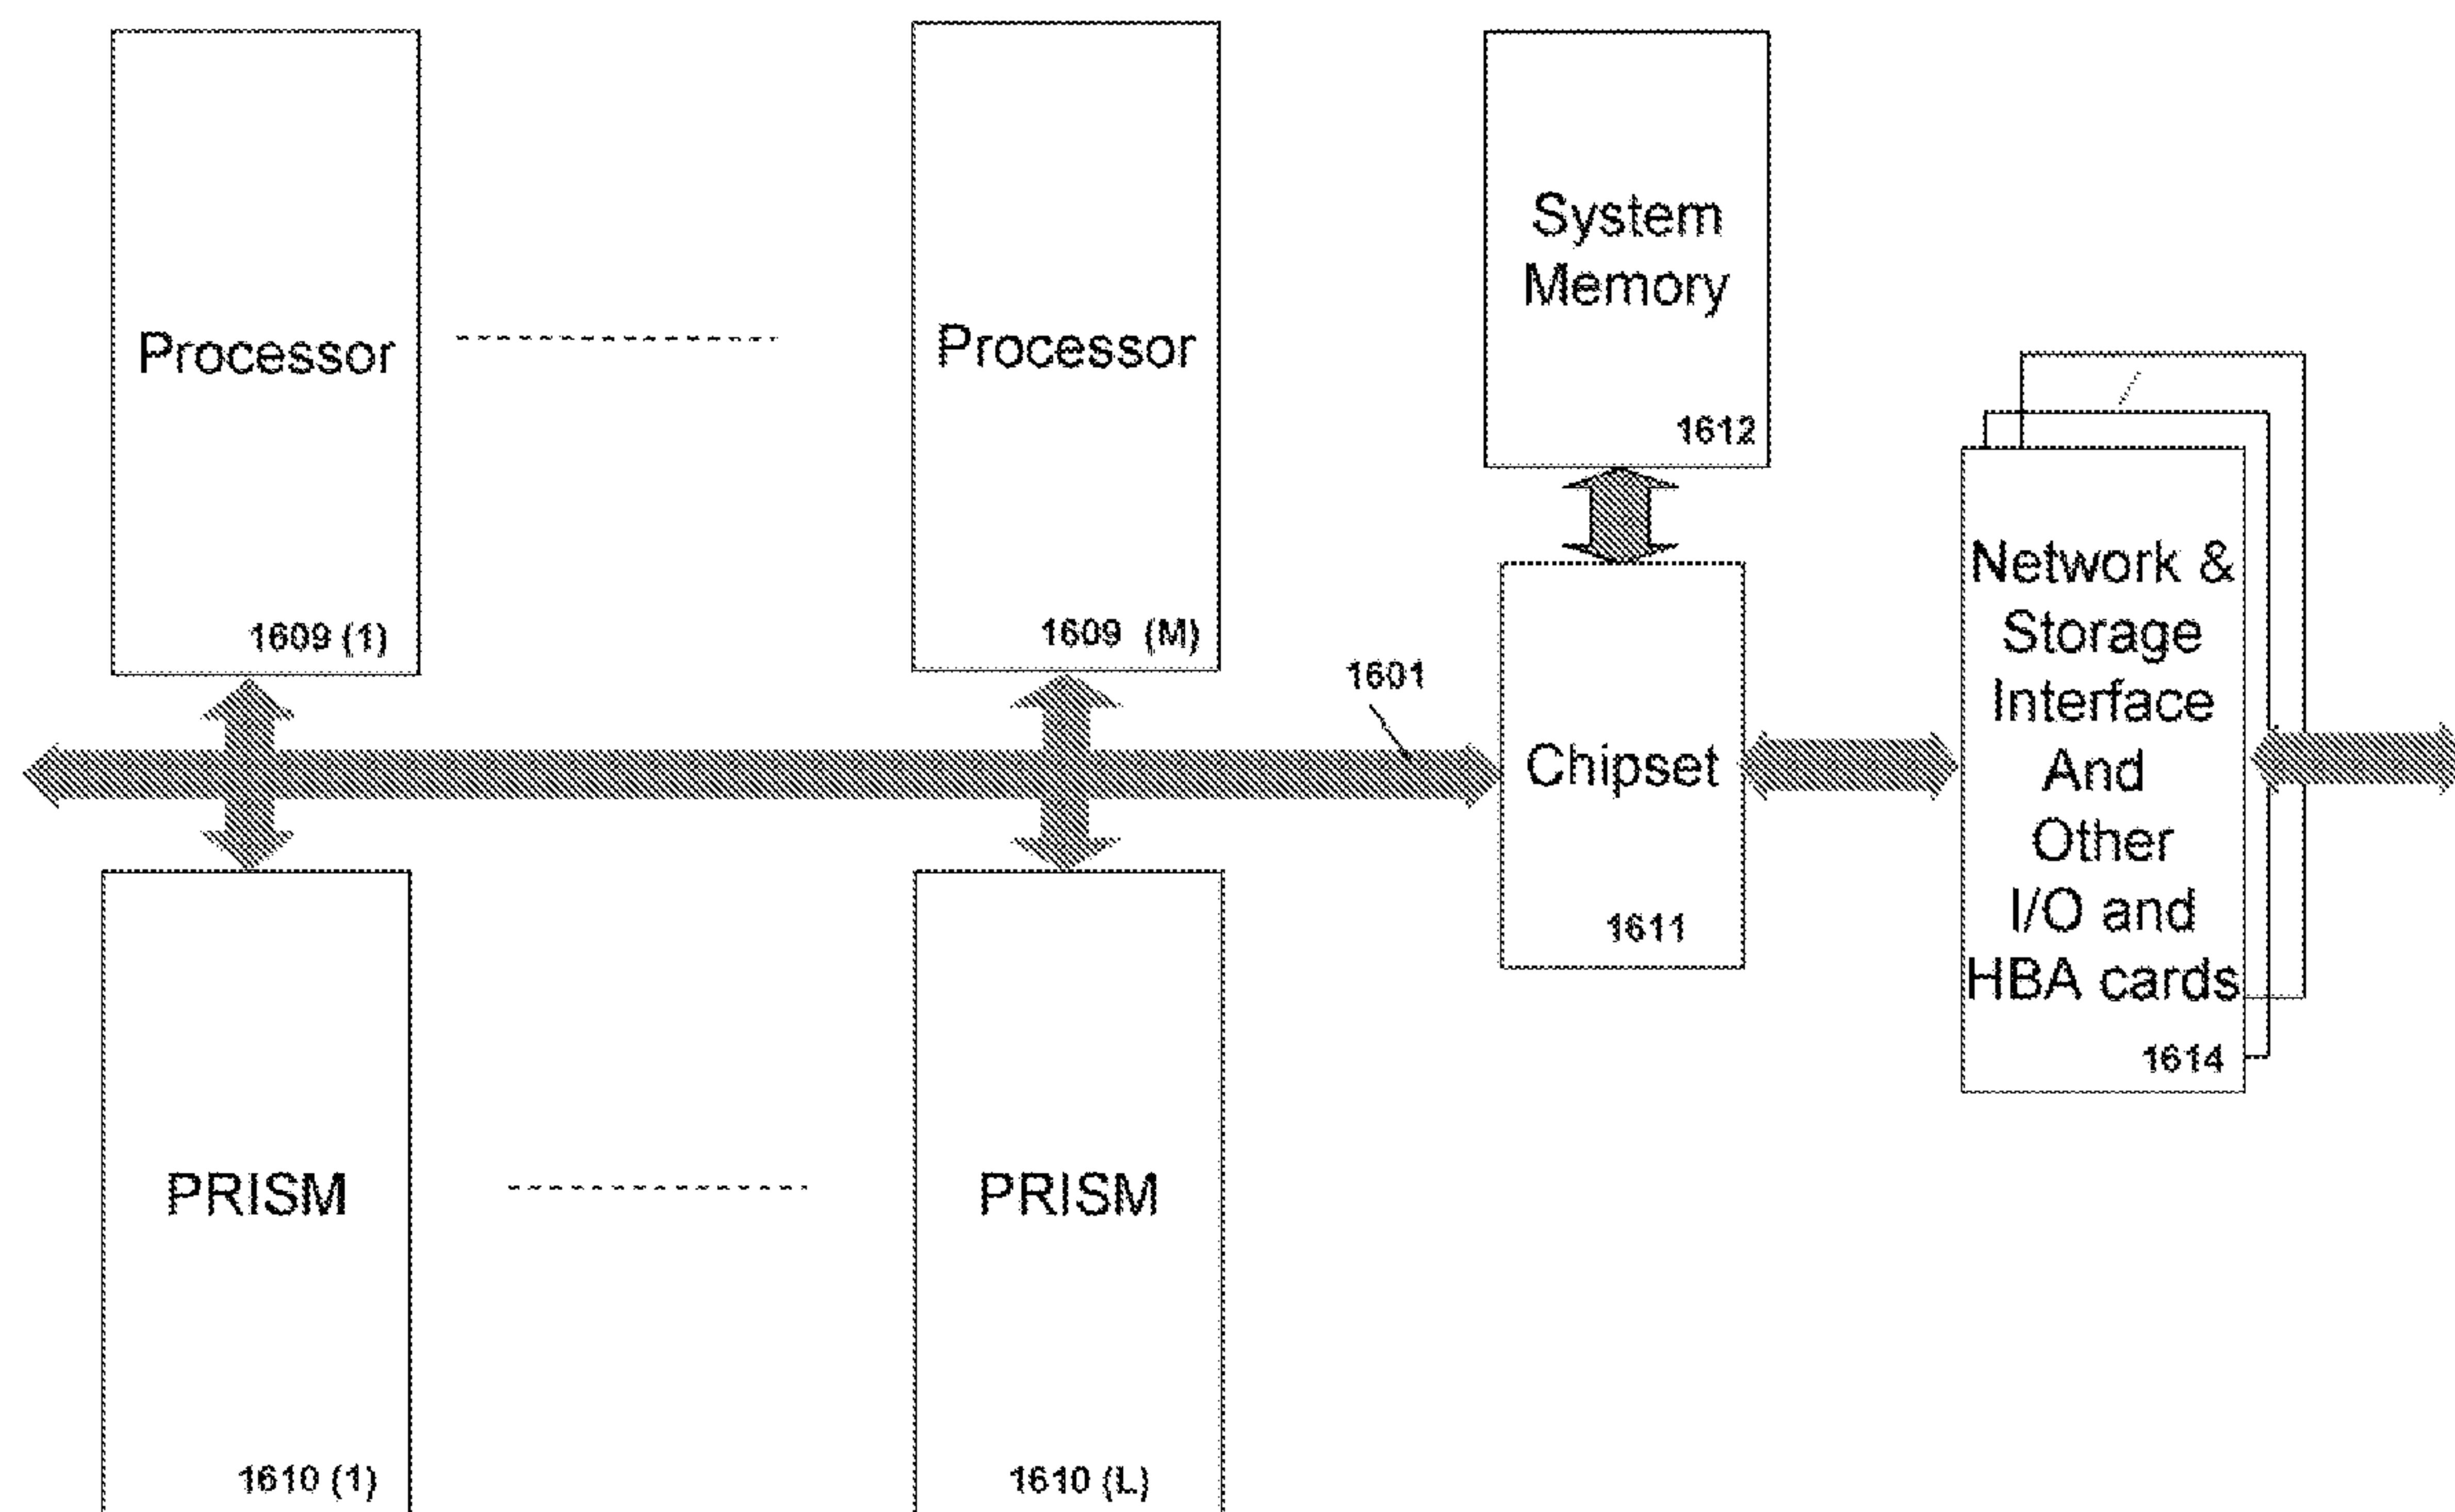 Processor
1609 (1)
Processor
1609 (M)
System
Memory
1612
1601
Chipset
1611
Network &
Storage
Interface
And
Other
I/O and
HBA cards
1614
PRISM
1610 (1)
PRISM
1610 (L)